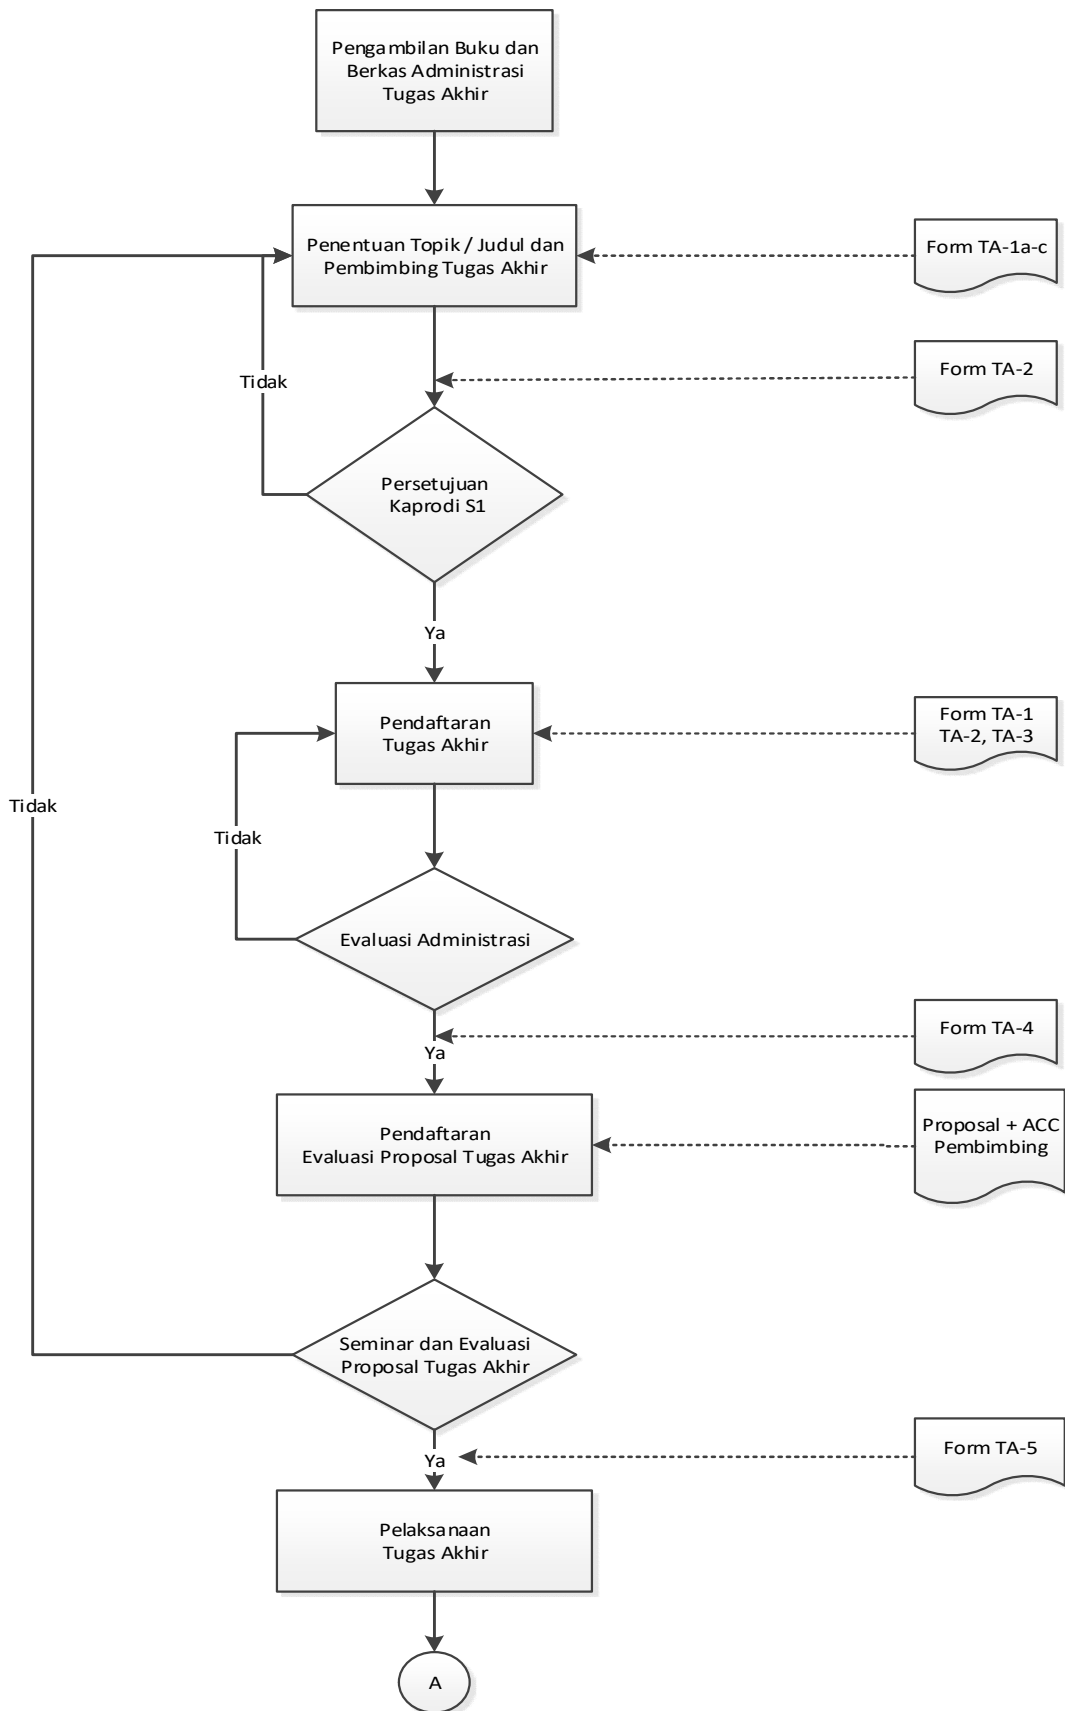 Pengambilan Buku dan
Berkas Administrasi
Tugas Akhir
Penentuan Topik / Judul dan
Pembimbing Tugas Akhir
Form TA-1a-c
Form TA-2
Tidak
Persetujuan
Kaprodi S1
Ya
Pendaftaran
Tugas Akhir
Form TA-1
TA-2, TA-3
Tidak
Tidak
Evaluasi Administrasi
Form TA-4
Ya
Pendaftaran
Evaluasi Proposal Tugas Akhir
Proposal + ACC
Pembimbing
Seminar dan Evaluasi
Proposal Tugas Akhir
Form TA-5
Ya
Pelaksanaan
Tugas Akhir
A